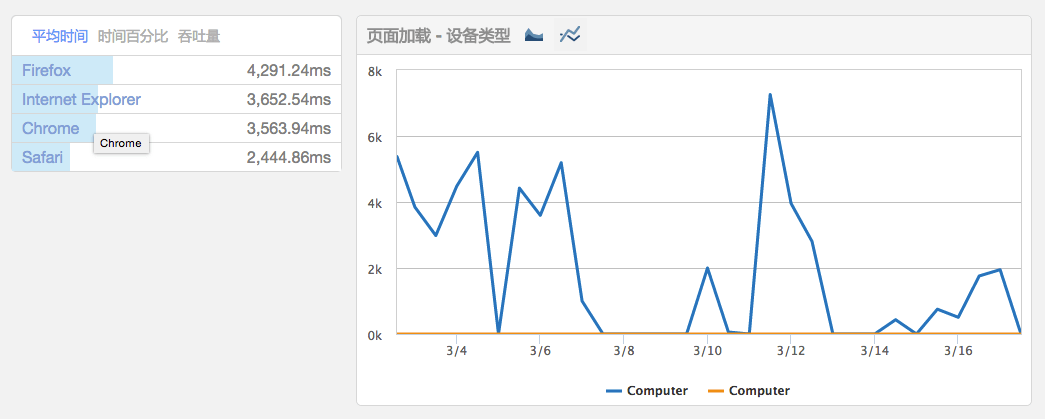 平均时间 时间百分比 吞吐量
Firefox 4,291.24ms
Internet Explorer 3,652.54ms
Chrome 3,563.94ms
Chrome
Safari 2,444.86ms
页面加载 - 设备类型
8k
6k
4k
2k
0k
3/4 3/6 3/8 3/10 3/12 3/14 3/16
Computer Computer